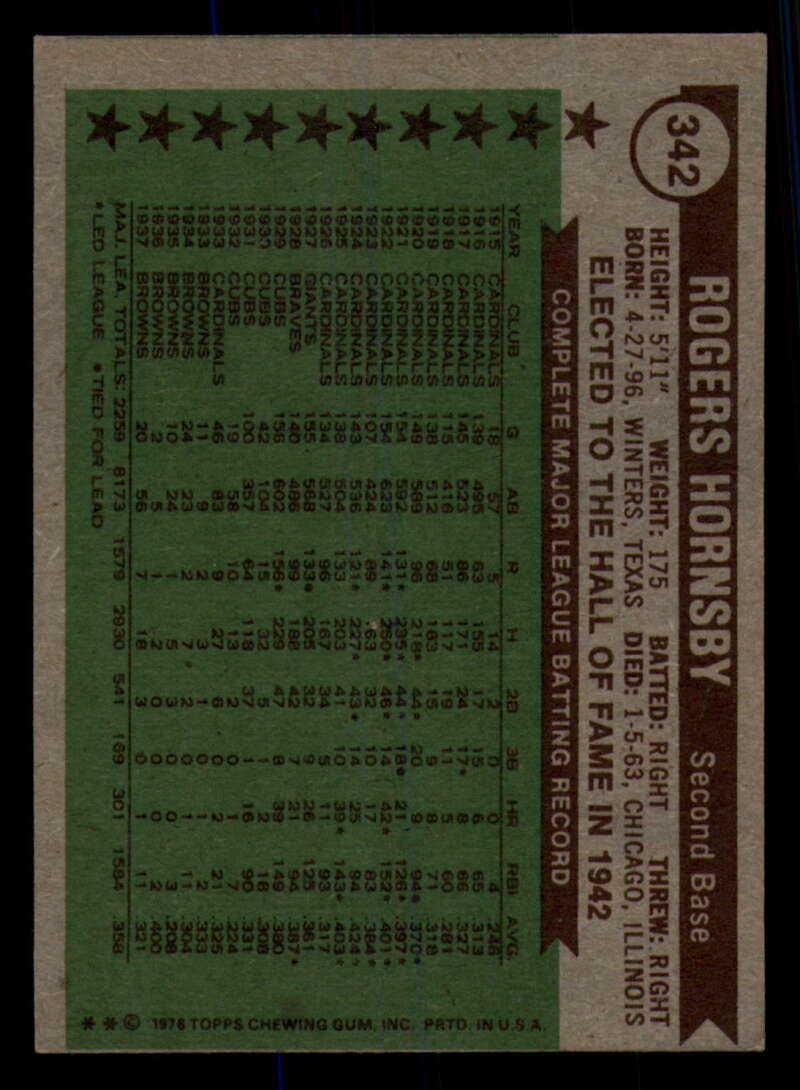 342
ROGERS HORNSBY Second Base
HEIGHT: 5'11" WEIGHT: 175 BATTED: RIGHT THREW: RIGHT
BORN: 4-27-96, WINTERS, TEXAS DIED: 1-5-63, CHICAGO, ILLINOIS
ELECTED TO THE HALL OF FAME IN 1942
COMPLETE MAJOR LEAGUE BATTING RECORD
YEAR CLUB G AB R H 2B 3B HR RBI AVG.
1915 CARDINALS 18 57 5 14 2 0 0 4 .246
1916 CARDINALS 139 495 63 155 17 15 6 65 .313
1917 CARDINALS 145 523 86 171 24 17* 8 66 .327
1918 CARDINALS 115 416 51 117 19 11 5 60 .281
1919 CARDINALS 138 512 68 163 15 9 8 71 .318
1920 CARDINALS 149 589 96 218* 44* 20 9 94* .370*
1921 CARDINALS 154 592 131* 235* 44* 18* 21 126* .397*
1922 CARDINALS 154 623 141* 250* 46* 14 42* 152* .401*
1923 CARDINALS 107 424 89 163 32 10 17 83 .384*
1924 CARDINALS 143 536 121* 227* 43* 14 25 94 .424*
1925 CARDINALS 138 504 133 203 41 10 39* 143* .403*
1926 CARDINALS 134 527 96 167 34 5 11 93 .317
1927 GIANTS 155 568 133* 205 32 9 26 125 .361
1928 BRAVES 140 486 99 188 42 7 21 94 .387*
1929 CUBS 156 602 156* 229 47 8 39 149 .380
1930 CUBS 42 104 15 32 5 1 2 18 .308
1931 CUBS 100 357 64 118 37 1 16 90 .331
1932 CUBS 19 58 10 13 2 0 1 7 .224
1933 CARDINALS 46 83 9 27 6 0 2 21 .325
1933 BROWNS 11 9 2 3 1 0 1 2 .333
1934 BROWNS 24 23 2 7 2 0 1 11 .304
1935 BROWNS 10 24 1 5 3 0 0 3 .208
1936 BROWNS 2 5 1 2 0 0 0 2 .400
1937 BROWNS 20 56 7 18 3 0 1 11 .321
MAJ. LEA. TOTALS: 2259 8173 1579 2930 541 169 301 1584 .358
*LED LEAGUE •TIED FOR LEAD
* * © 1976 TOPPS CHEWING GUM, INC. PRTD. IN U.S.A.